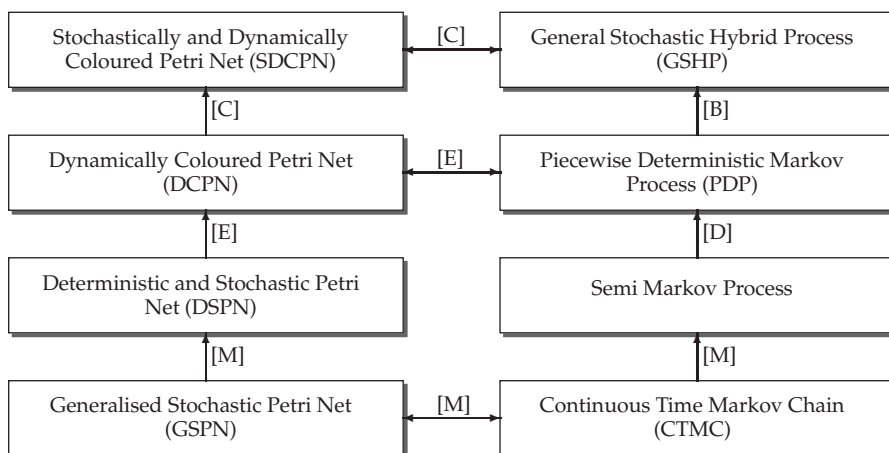 Stochastically and Dynamically
Coloured Petri Net (SDCPN)
[C]
General Stochastic Hybrid Process
(GSHP)
[C]
[B]
Dynamically Coloured Petri Net
(DCPN)
[E]
Piecewise Deterministic Markov
Process (PDP)
[E]
[D]
Deterministic and Stochastic Petri
Net (DSPN)
Semi Markov Process
[M]
[M]
Generalised Stochastic Petri Net
(GSPN)
[M]
Continuous Time Markov Chain
(CTMC)